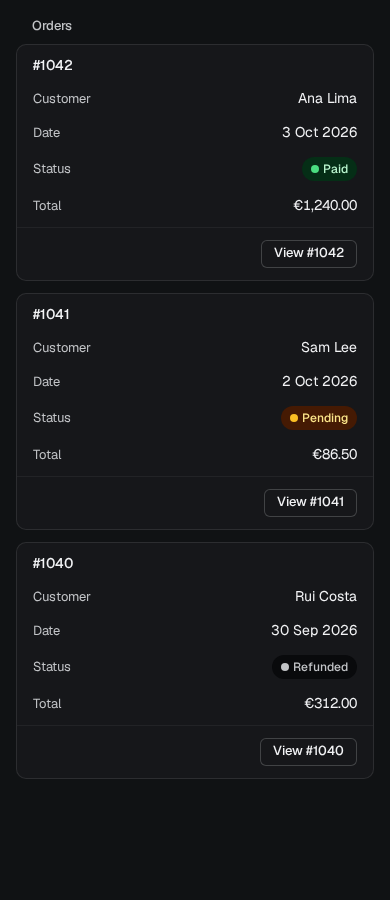 Orders
#1042
Customer Ana Lima
Date 3 Oct 2026
Status Paid
Total €1,240.00
View #1042
#1041
Customer Sam Lee
Date 2 Oct 2026
Status Pending
Total €86.50
View #1041
#1040
Customer Rui Costa
Date 30 Sep 2026
Status Refunded
Total €312.00
View #1040